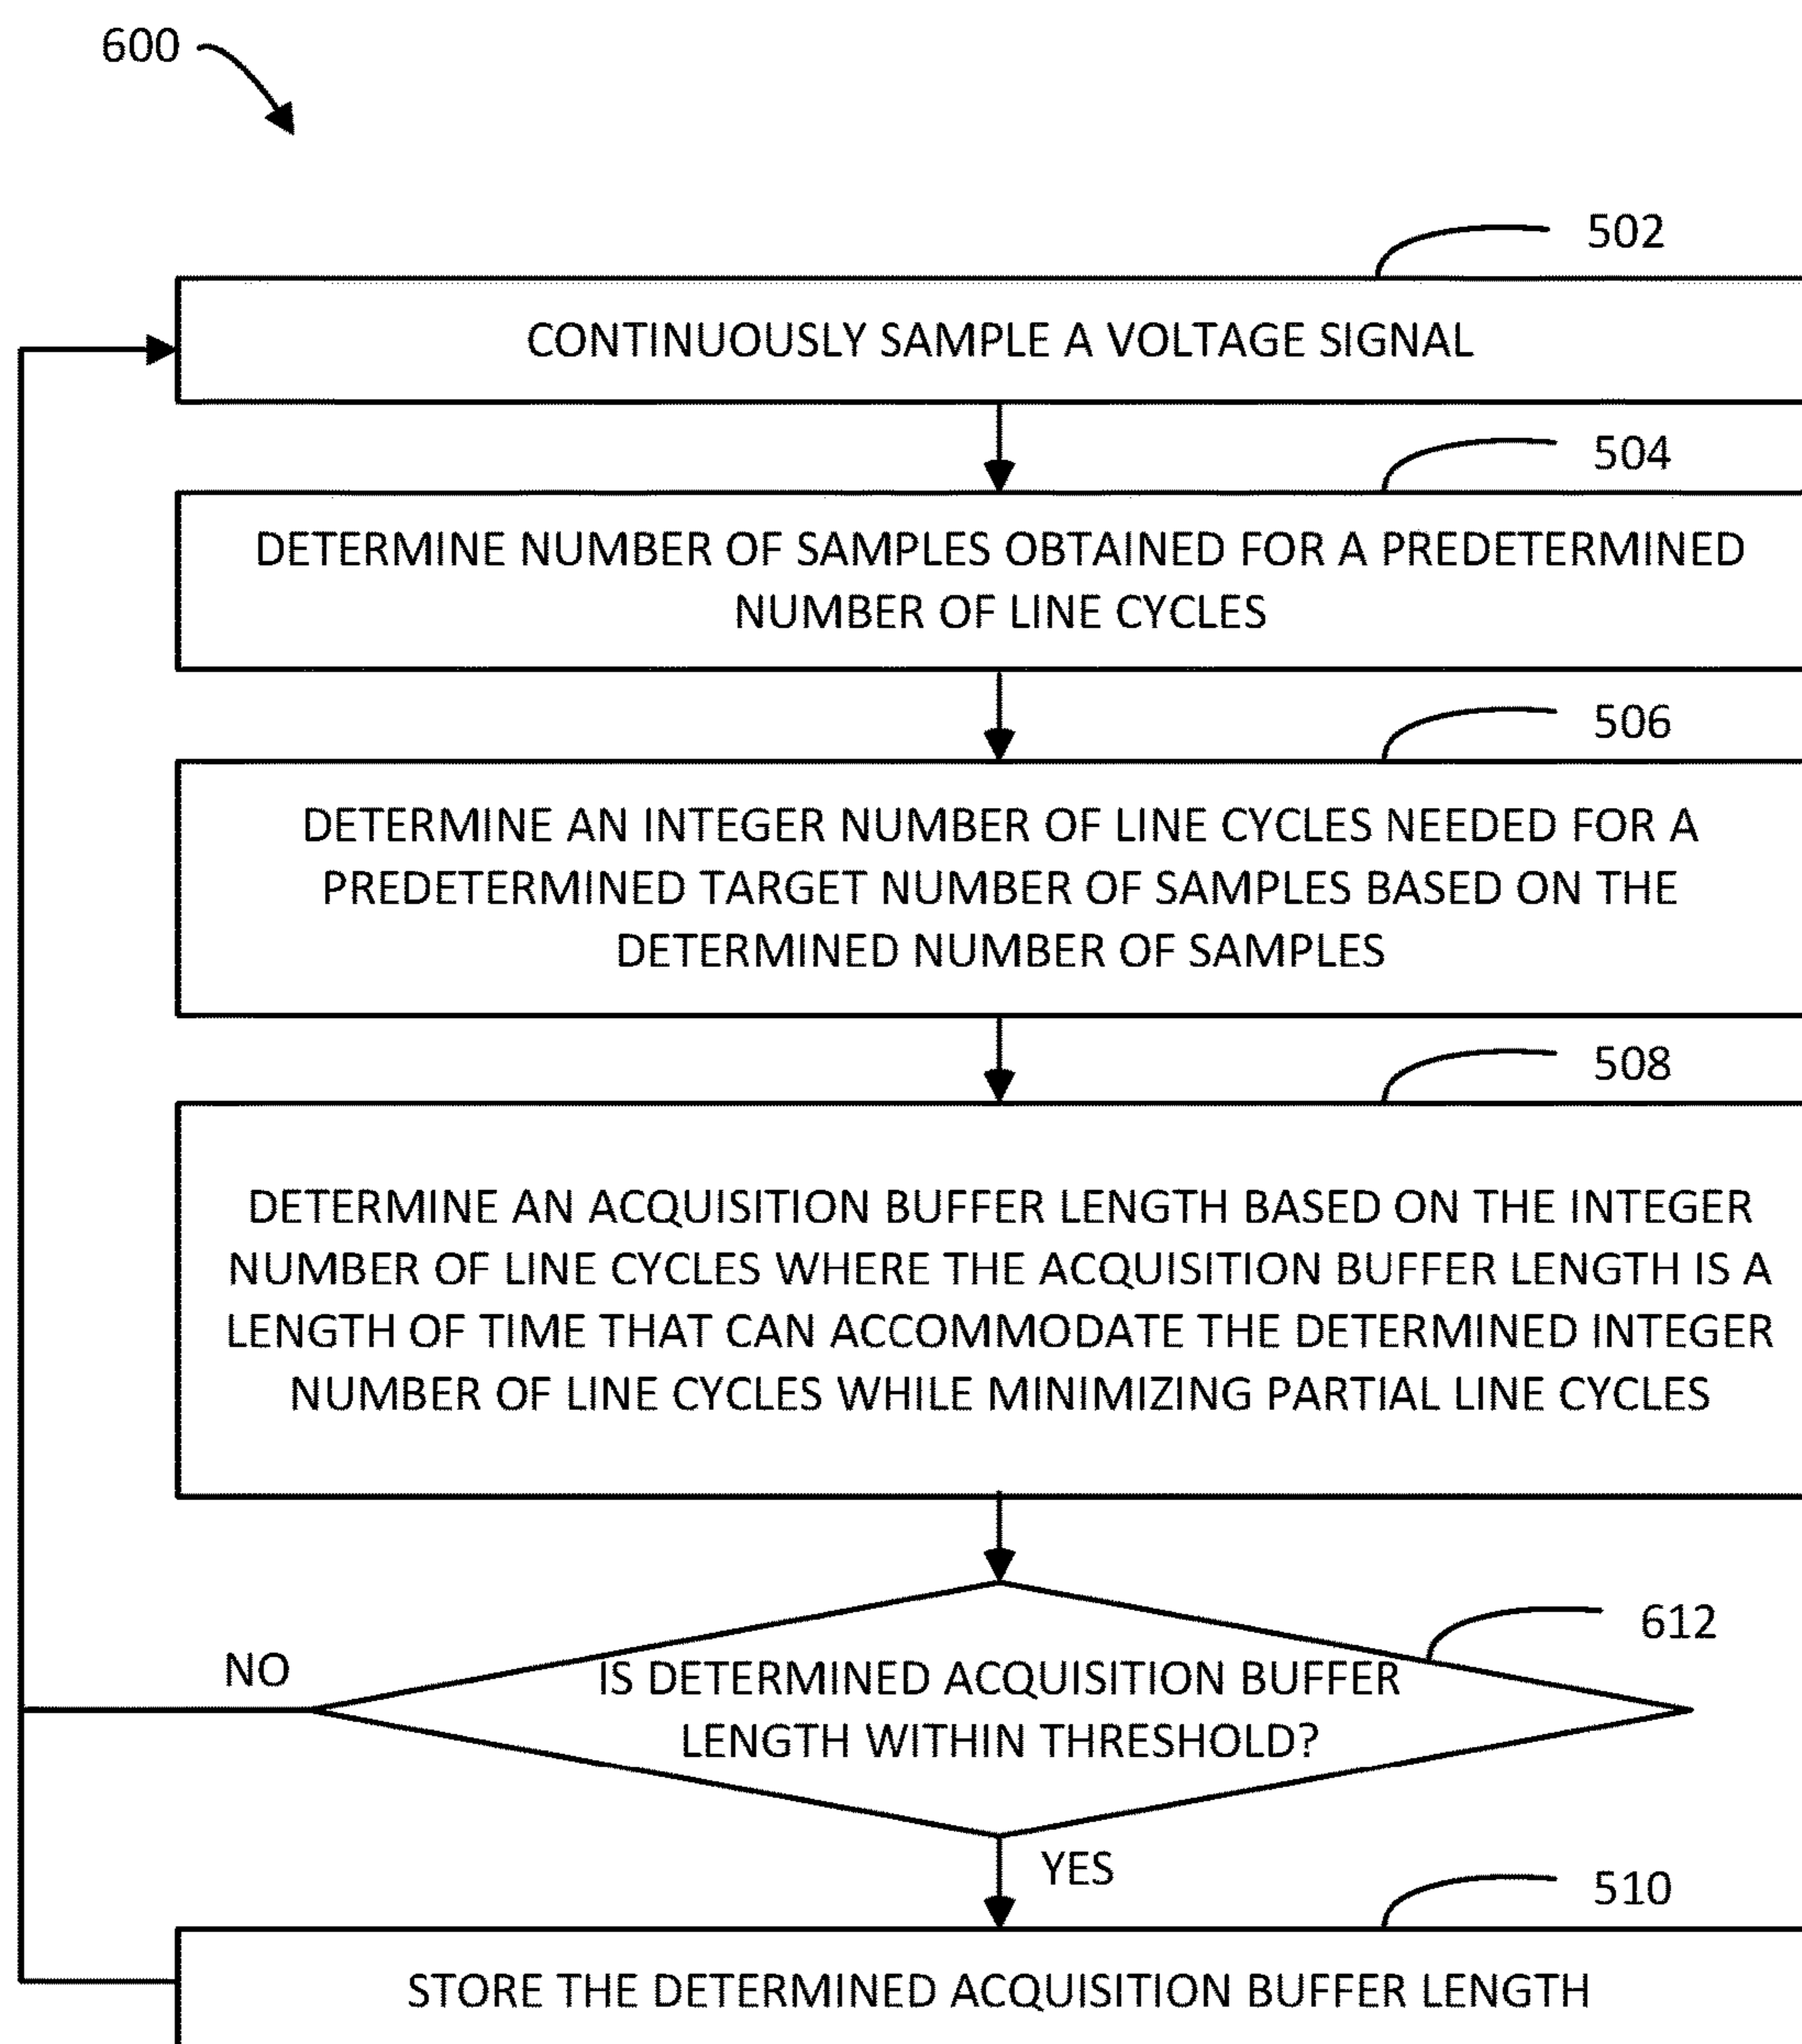 600
502
CONTINUOUSLY SAMPLE A VOLTAGE SIGNAL
504
DETERMINE NUMBER OF SAMPLES OBTAINED FOR A PREDETERMINED
NUMBER OF LINE CYCLES
506
DETERMINE AN INTEGER NUMBER OF LINE CYCLES NEEDED FOR A
PREDETERMINED TARGET NUMBER OF SAMPLES BASED ON THE
DETERMINED NUMBER OF SAMPLES
508
DETERMINE AN ACQUISITION BUFFER LENGTH BASED ON THE INTEGER
NUMBER OF LINE CYCLES WHERE THE ACQUISITION BUFFER LENGTH IS A
LENGTH OF TIME THAT CAN ACCOMMODATE THE DETERMINED INTEGER
NUMBER OF LINE CYCLES WHILE MINIMIZING PARTIAL LINE CYCLES
612
NO
IS DETERMINED ACQUISITION BUFFER
LENGTH WITHIN THRESHOLD?
YES
510
STORE THE DETERMINED ACQUISITION BUFFER LENGTH